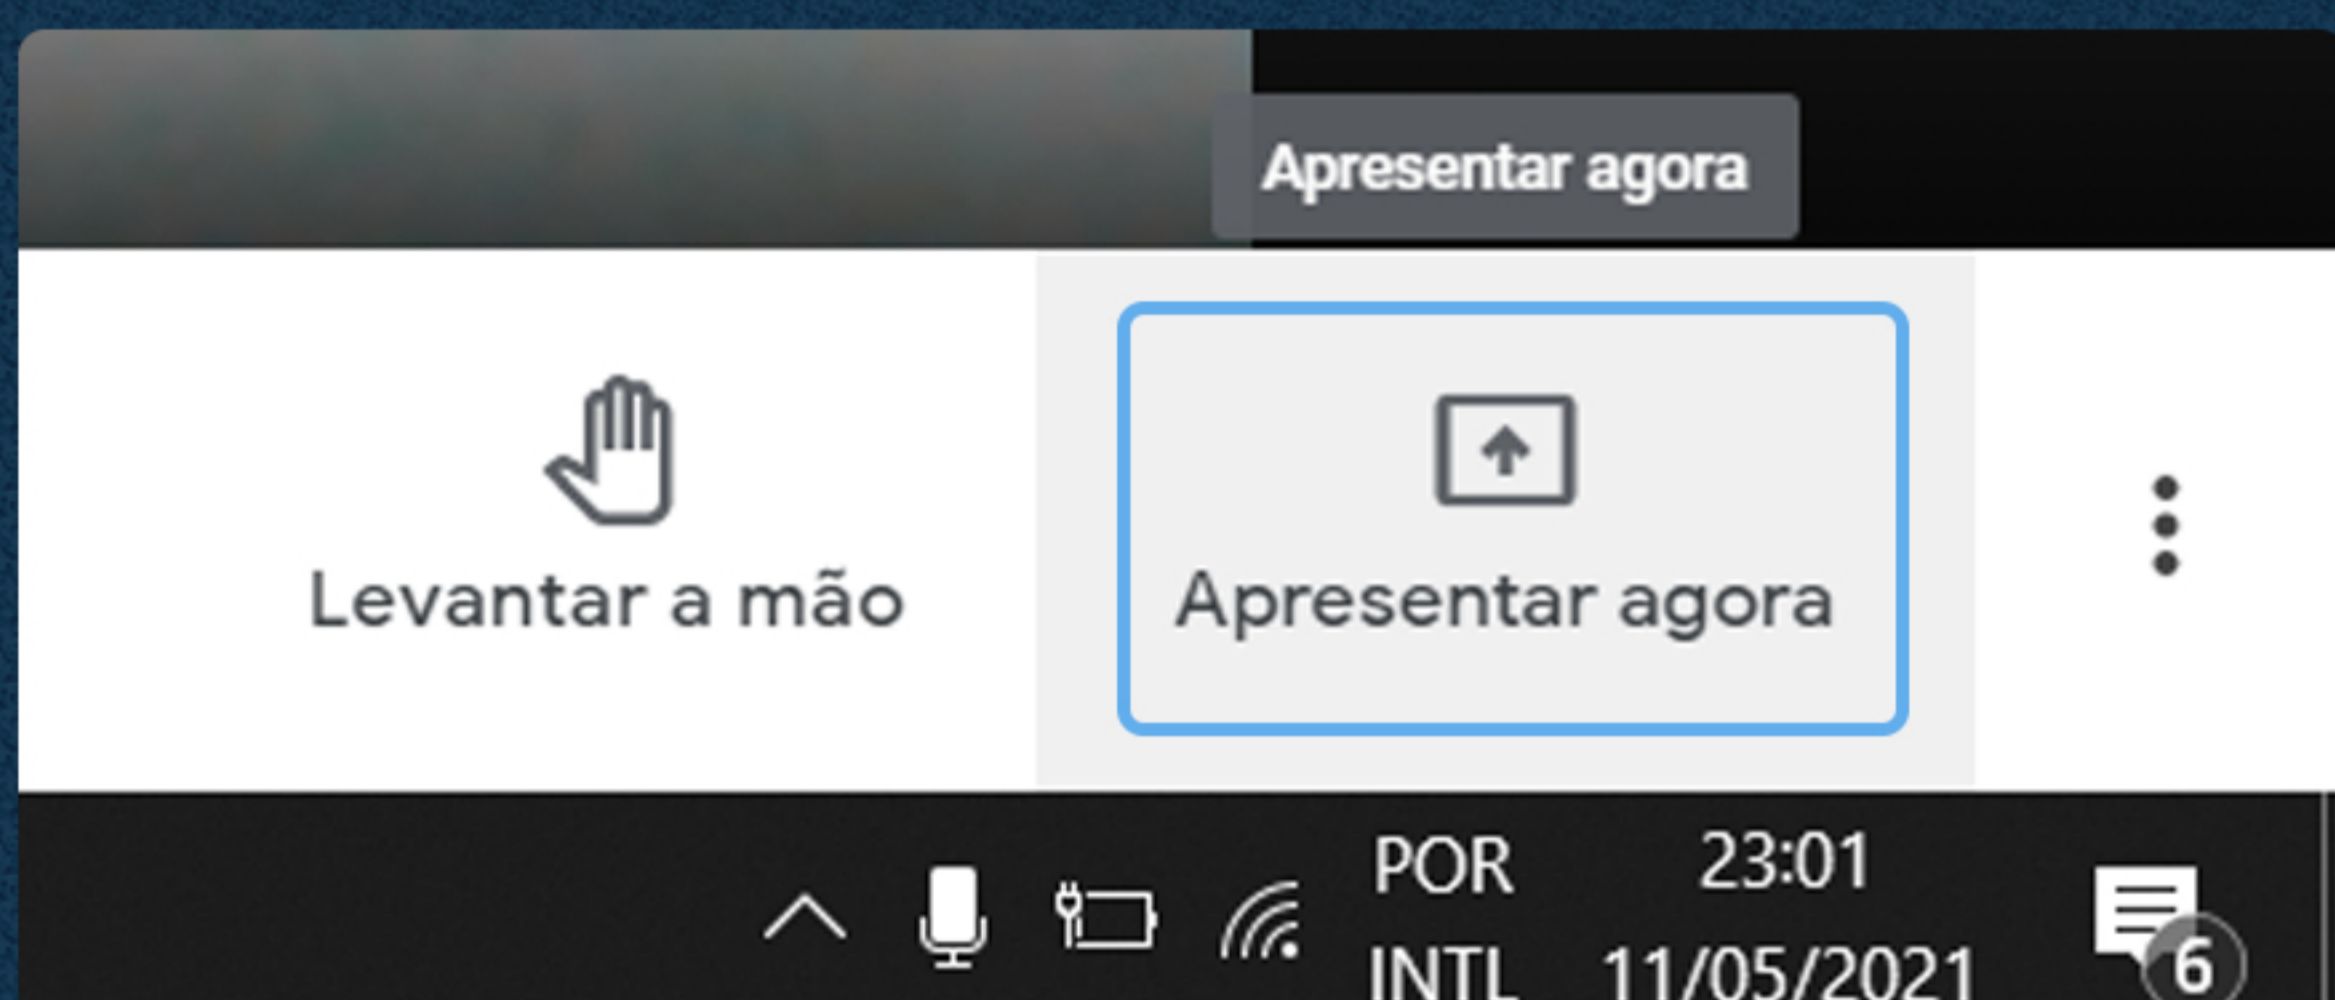 Apresentar agora
Levantar a mão
Apresentar agora
POR
23:01
INTL
11/05/2021
6